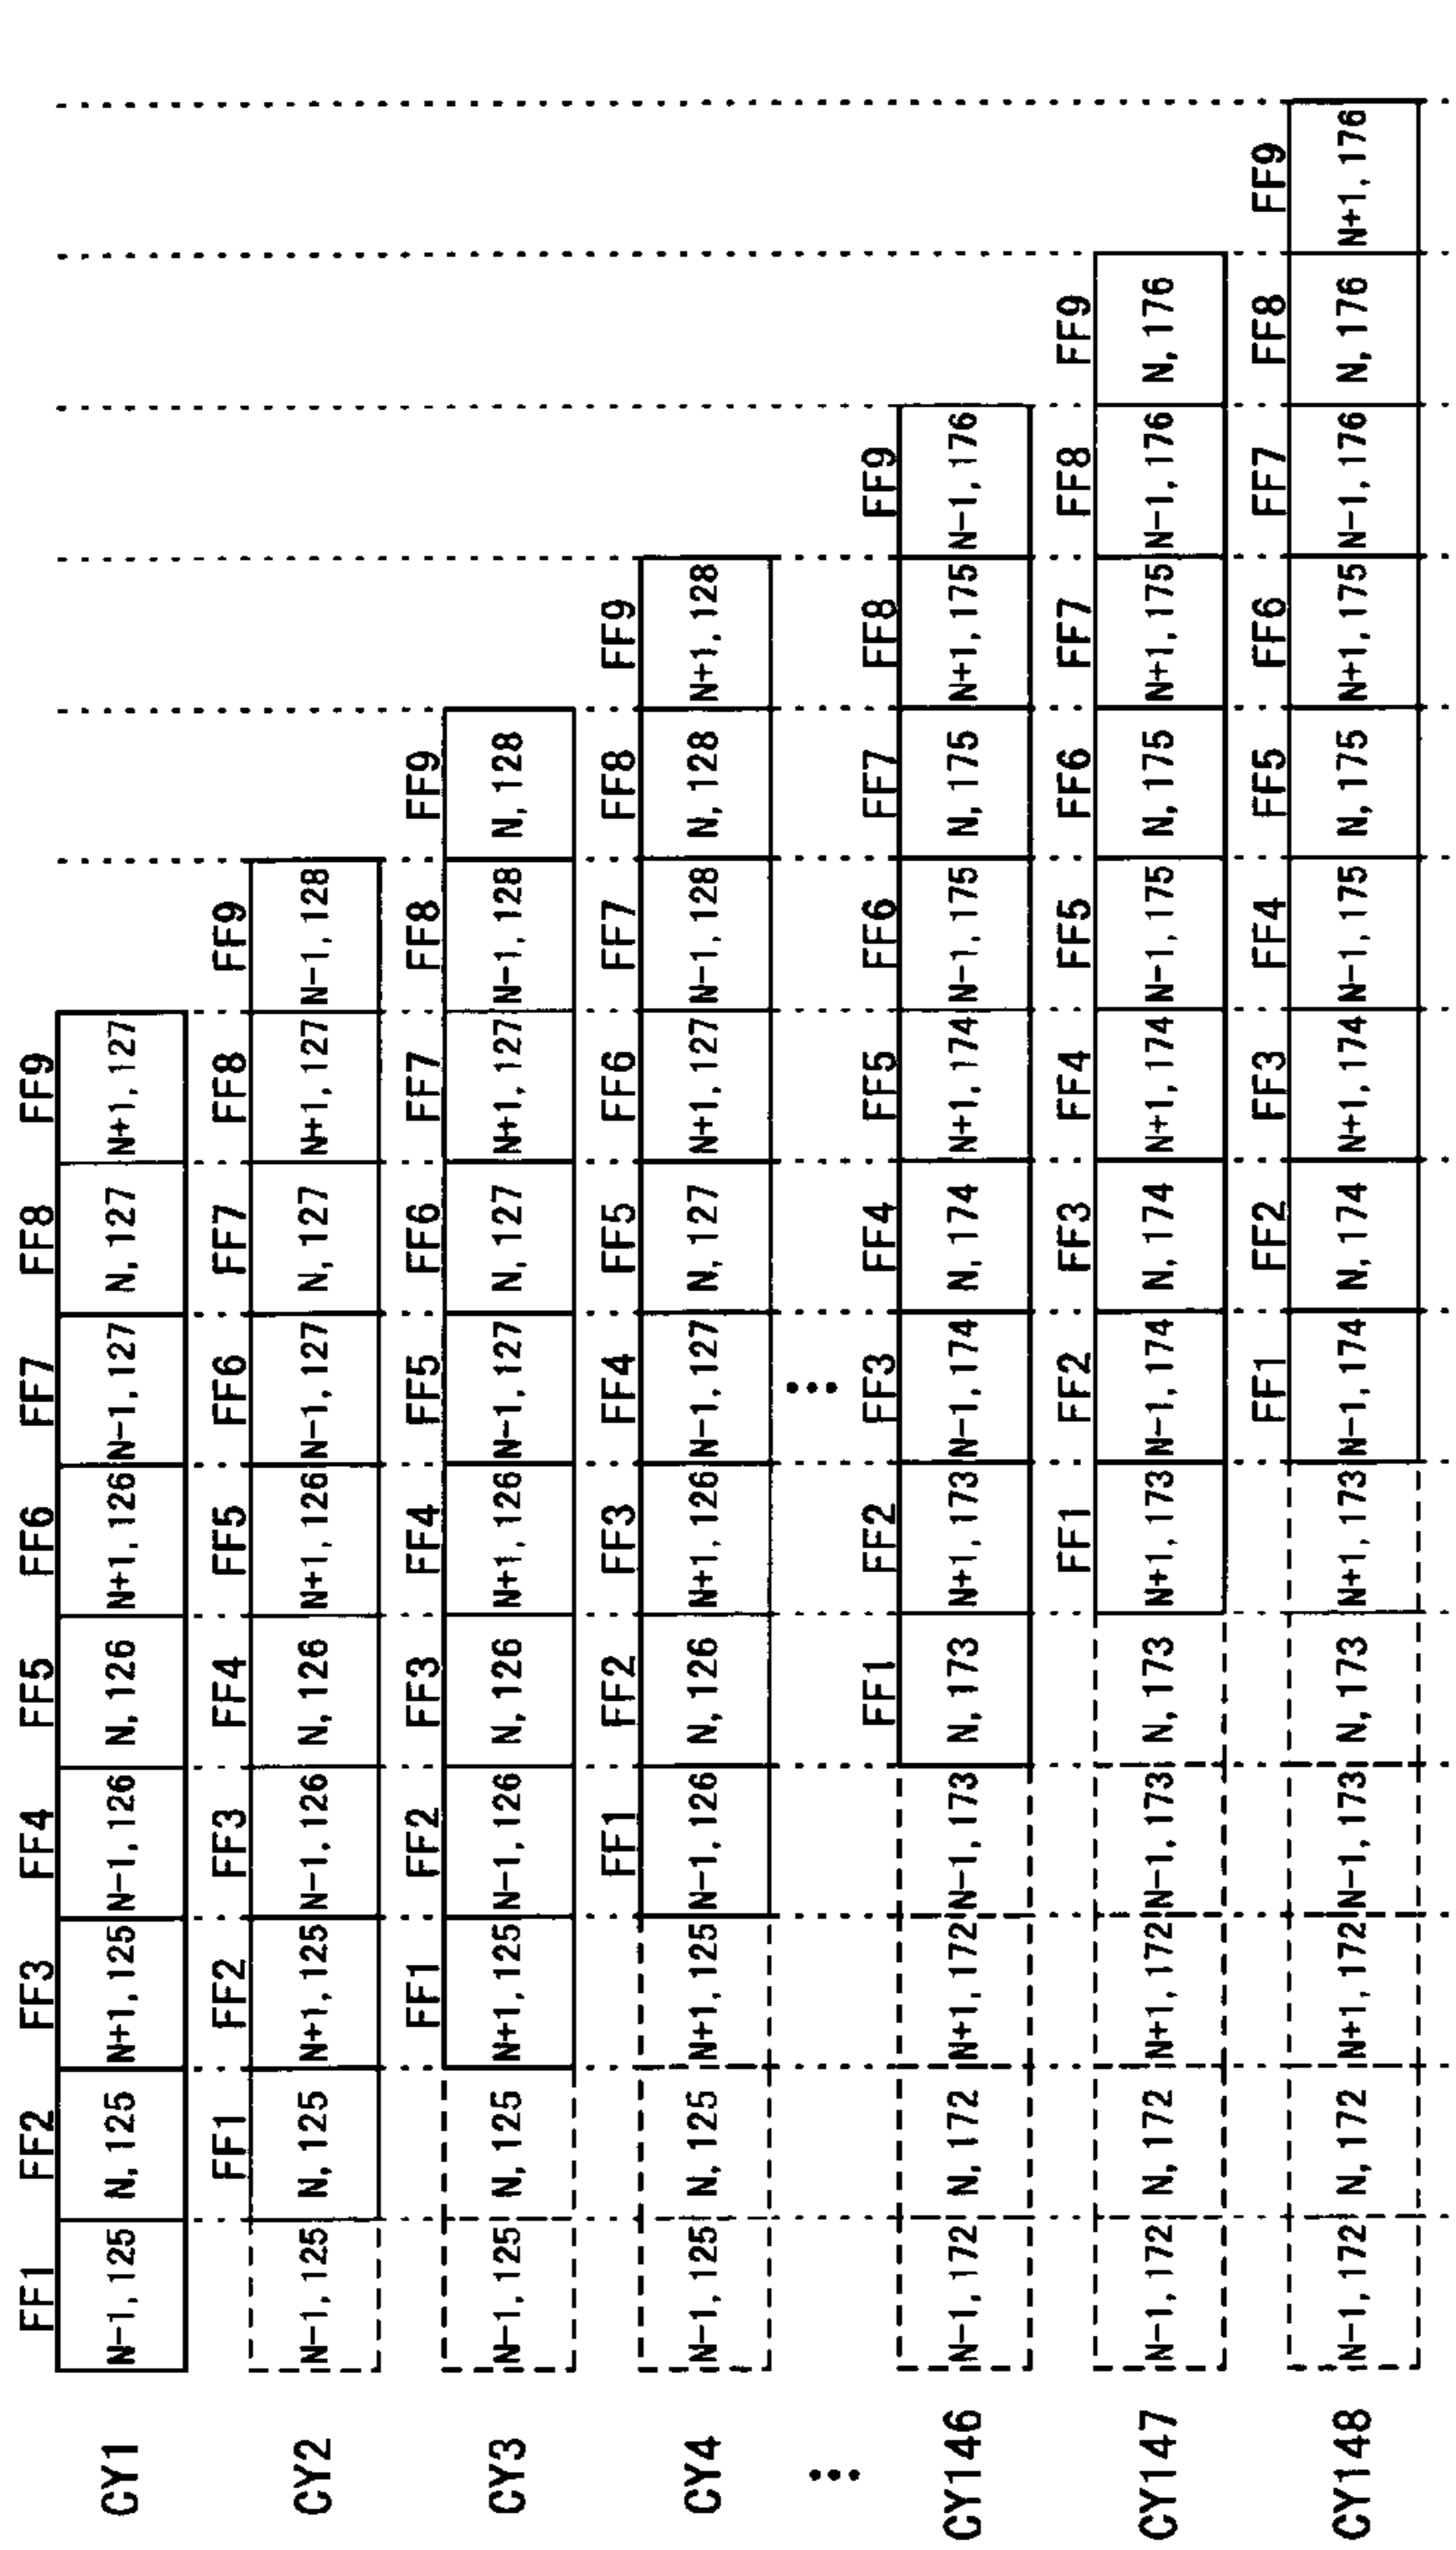 FF1 FF2 FF3 FF4 FF5 FF6 FF7 FF8 FF9
CY1 N−1, 125 N, 125 N+1, 125 N−1, 126 N, 126 N+1, 126 N−1, 127 N, 127 N+1, 127
FF1 FF2 FF3 FF4 FF5 FF6 FF7 FF8 FF9
CY2 N−1, 125 N, 125 N+1, 125 N−1, 126 N, 126 N+1, 126 N−1, 127 N, 127 N+1, 127 N−1, 128
FF1 FF2 FF3 FF4 FF5 FF6 FF7 FF8 FF9
CY3 N−1, 125 N, 125 N+1, 125 N−1, 126 N, 126 N+1, 126 N−1, 127 N, 127 N+1, 127 N−1, 128 N, 128
FF1 FF2 FF3 FF4 FF5 FF6 FF7 FF8 FF9
CY4 N−1, 125 N, 125 N+1, 125 N−1, 126 N, 126 N+1, 126 N−1, 127 N, 127 N+1, 127 N−1, 128 N, 128 N+1, 128
⋮ ⋮
FF1 FF2 FF3 FF4 FF5 FF6 FF7 FF8 FF9
CY146 N−1, 172 N, 172 N+1, 172 N−1, 173 N, 173 N+1, 173 N−1, 174 N, 174 N+1, 174 N−1, 175 N, 175 N+1, 175 N−1, 176
FF1 FF2 FF3 FF4 FF5 FF6 FF7 FF8 FF9
CY147 N−1, 172 N, 172 N+1, 172 N−1, 173 N, 173 N+1, 173 N−1, 174 N, 174 N+1, 174 N−1, 175 N, 175 N+1, 175 N−1, 176 N, 176
FF1 FF2 FF3 FF4 FF5 FF6 FF7 FF8 FF9
CY148 N−1, 172 N, 172 N+1, 172 N−1, 173 N, 173 N+1, 173 N−1, 174 N, 174 N+1, 174 N−1, 175 N, 175 N+1, 175 N−1, 176 N, 176 N+1, 176